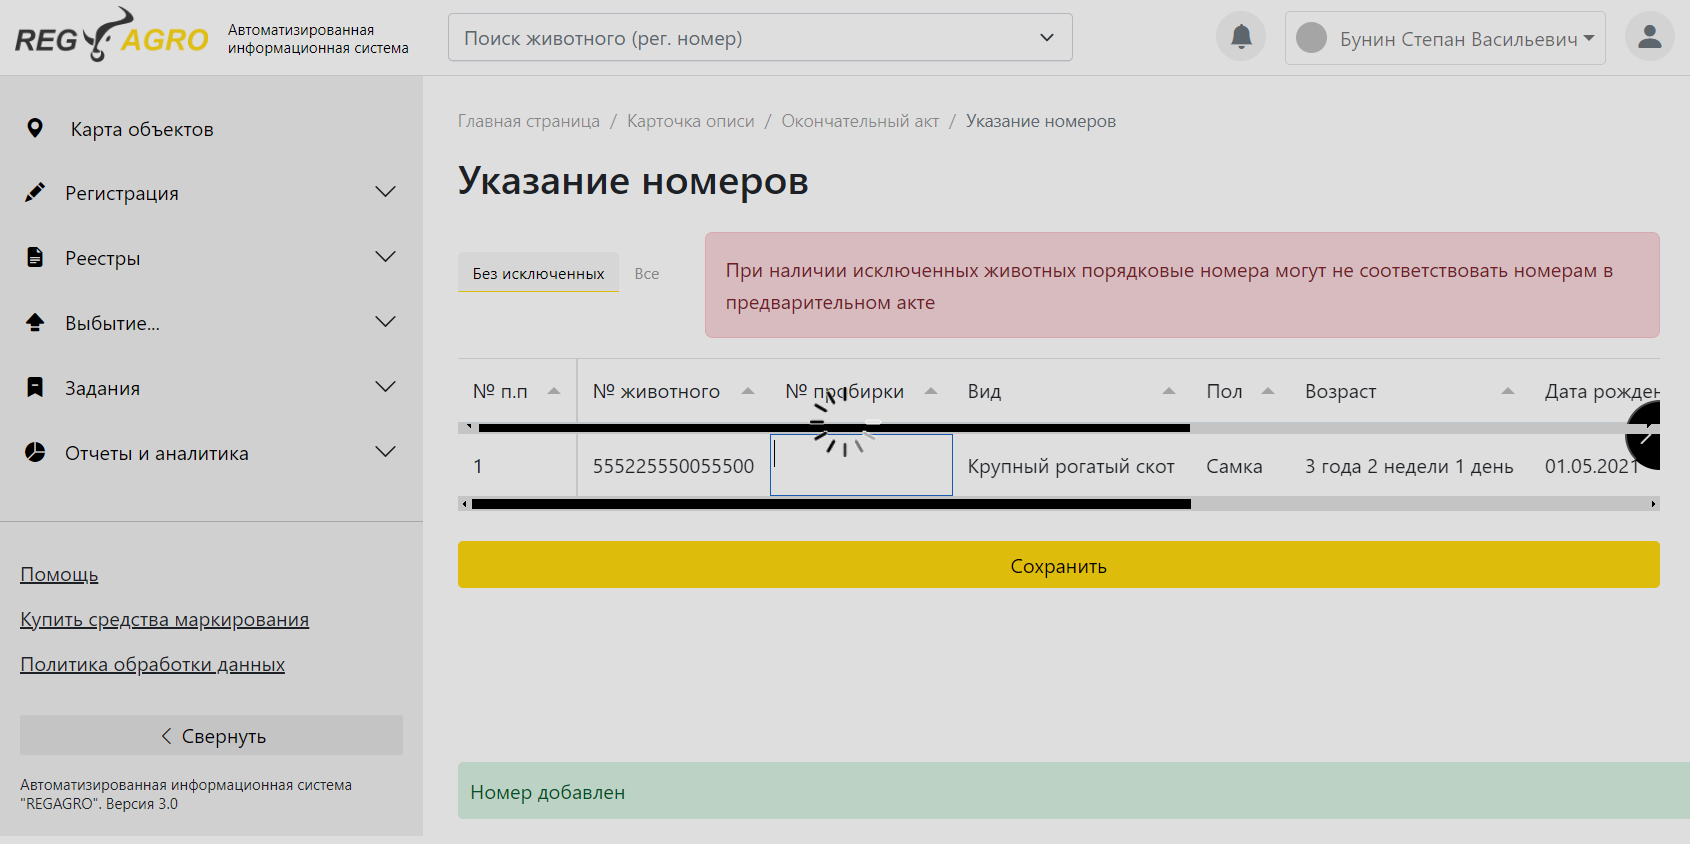 REG AGRO
Автоматизированная
информационная система
Поиск животного (рег. номер)
Бунин Степан Васильевич
Карта объектов
Регистрация
Реестры
Выбытие...
Задания
Отчеты и аналитика
Помощь
Купить средства маркирования
Политика обработки данных
Свернуть
Автоматизированная информационная система
"REGAGRO". Версия 3.0
Главная страница / Карточка описи / Окончательный акт / Указание номеров
Указание номеров
Без исключенных Все
При наличии исключенных животных порядковые номера могут не соответствовать номерам в
предварительном акте
№ п.п № животного № пробирки Вид Пол Возраст Дата рожден
1 555225550055500 Крупный рогатый скот Самка 3 года 2 недели 1 день 01.05.2021
Сохранить
Номер добавлен